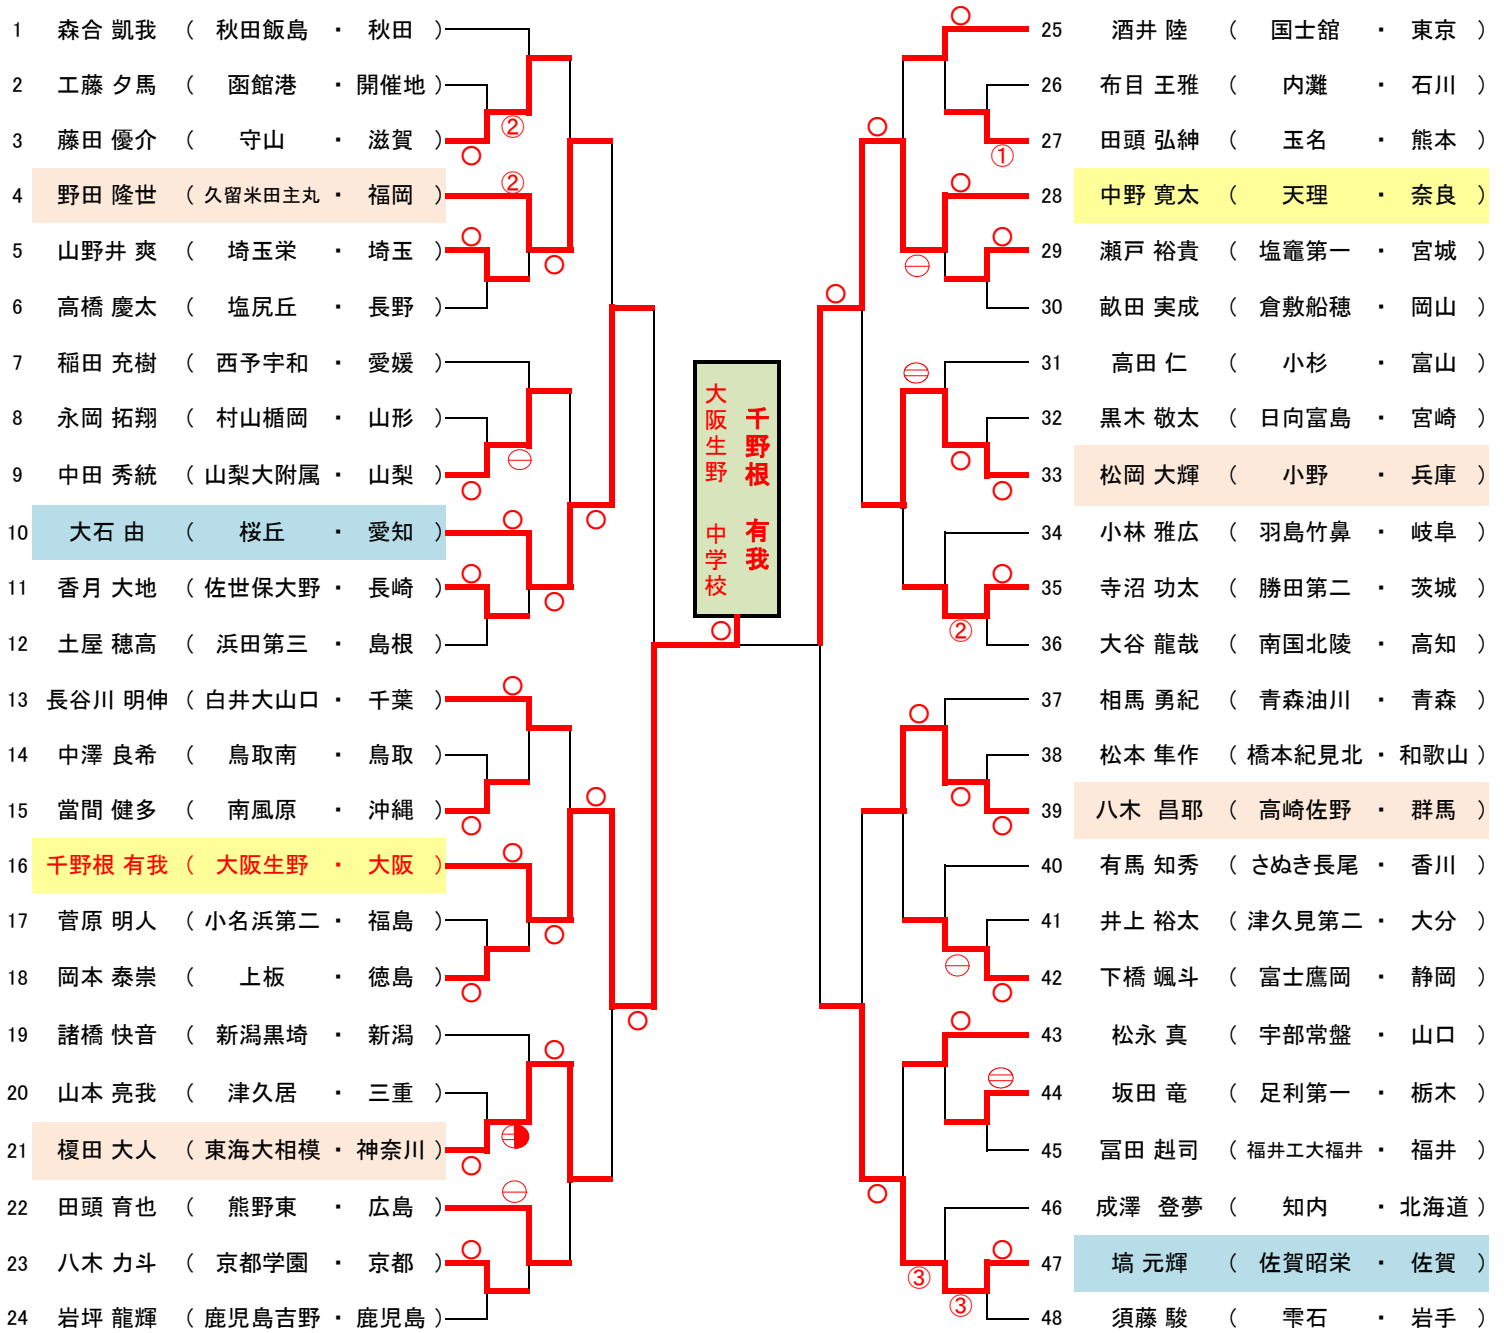 1 森合 凱我 ( 秋田飯島 ・ 秋田 )
2 工藤 夕馬 ( 函館港 ・ 開催地 )
②
3 藤田 優介 ( 守山 ・ 滋賀 )
②
4 野田 隆世 ( 久留米田主丸 ・ 福岡 )
5 山野井 爽 ( 埼玉栄 ・ 埼玉 )
6 高橋 慶太 ( 塩尻丘 ・ 長野 )
7 稲田 充樹 ( 西予宇和 ・ 愛媛 )
8 永岡 拓翔 ( 村山楯岡 ・ 山形 )
9 中田 秀統 ( 山梨大附属 ・ 山梨 )
10 大石 由 ( 桜丘 ・ 愛知 )
11 香月 大地 ( 佐世保大野 ・ 長崎 )
12 土屋 穂高 ( 浜田第三 ・ 島根 )
13 長谷川 明伸 ( 白井大山口 ・ 千葉 )
14 中澤 良希 ( 鳥取南 ・ 鳥取 )
15 當間 健多 ( 南風原 ・ 沖縄 )
16 千野根 有我 ( 大阪生野 ・ 大阪 )
17 菅原 明人 ( 小名浜第二 ・ 福島 )
18 岡本 泰崇 ( 上板 ・ 徳島 )
19 諸橋 快音 ( 新潟黒埼 ・ 新潟 )
20 山本 亮我 ( 津久居 ・ 三重 )
21 榎田 大人 ( 東海大相模 ・ 神奈川 )
22 田頭 育也 ( 熊野東 ・ 広島 )
23 八木 力斗 ( 京都学園 ・ 京都 )
24 岩坪 龍輝 ( 鹿児島吉野 ・ 鹿児島 )
千野根 有我
大阪生野 中学校
25 酒井 陸 ( 国士舘 ・ 東京 )
26 布目 王雅 ( 内灘 ・ 石川 )
27 田頭 弘紳 ( 玉名 ・ 熊本 )
①
28 中野 寛太 ( 天理 ・ 奈良 )
29 瀬戸 裕貴 ( 塩竈第一 ・ 宮城 )
30 畝田 実成 ( 倉敷船穂 ・ 岡山 )
31 高田 仁 ( 小杉 ・ 富山 )
32 黒木 敬太 ( 日向富島 ・ 宮崎 )
33 松岡 大輝 ( 小野 ・ 兵庫 )
34 小林 雅広 ( 羽島竹鼻 ・ 岐阜 )
35 寺沼 功太 ( 勝田第二 ・ 茨城 )
②
36 大谷 龍哉 ( 南国北陵 ・ 高知 )
37 相馬 勇紀 ( 青森油川 ・ 青森 )
38 松本 隼作 ( 橋本紀見北 ・ 和歌山 )
39 八木 昌耶 ( 高崎佐野 ・ 群馬 )
40 有馬 知秀 ( さぬき長尾 ・ 香川 )
41 井上 裕太 ( 津久見第二 ・ 大分 )
42 下橋 颯斗 ( 富士鷹岡 ・ 静岡 )
43 松永 真 ( 宇部常盤 ・ 山口 )
44 坂田 竜 ( 足利第一 ・ 栃木 )
45 冨田 赳司 ( 福井工大福井 ・ 福井 )
46 成澤 登夢 ( 知内 ・ 北海道 )
47 塙 元輝 ( 佐賀昭栄 ・ 佐賀 )
③
③
48 須藤 駿 ( 雫石 ・ 岩手 )